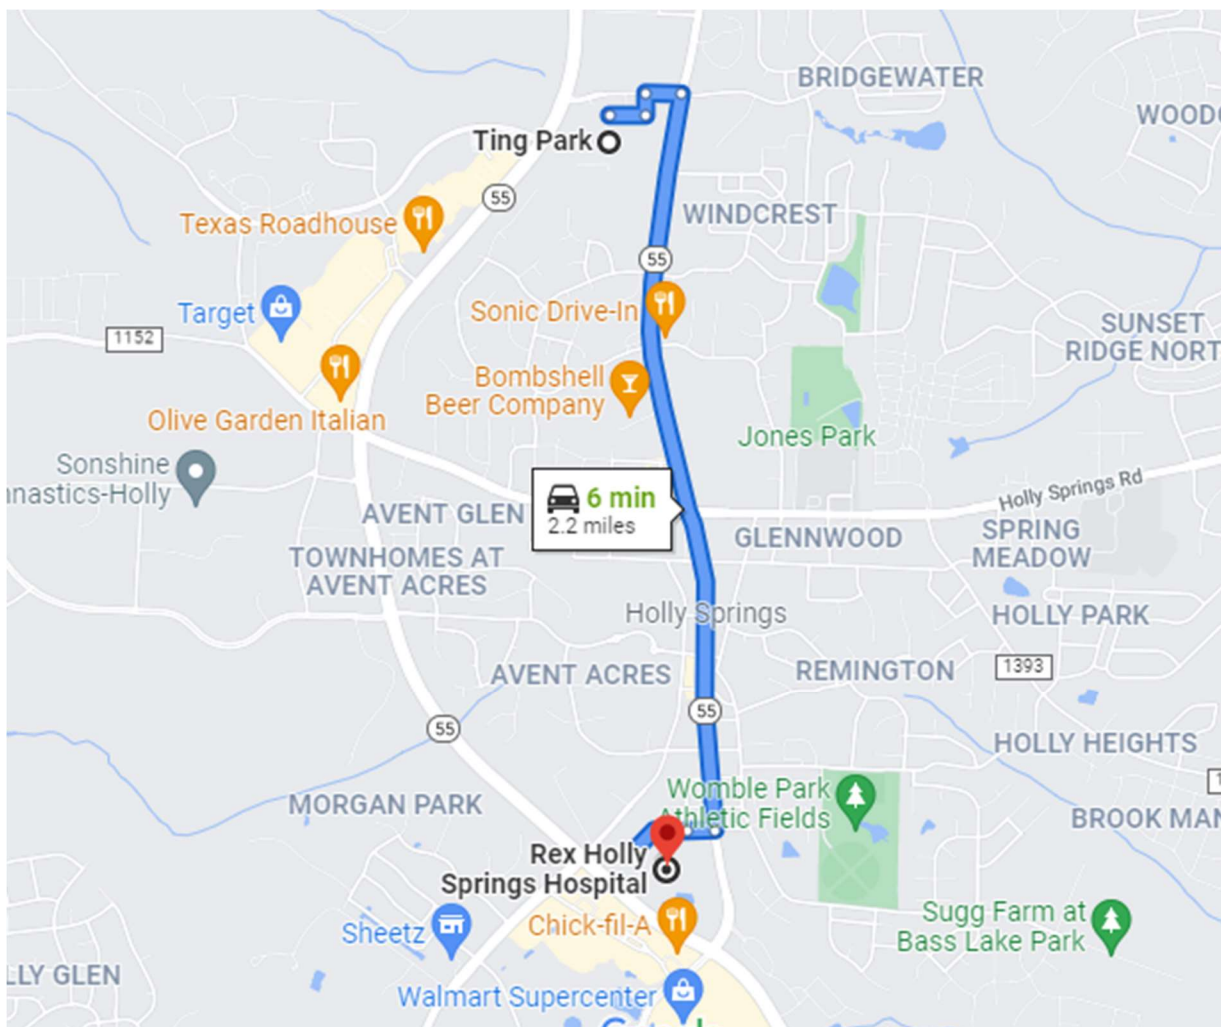 BRIDGEWATER
WOODC
Ting Park
55
Texas Roadhouse
WINDCREST
55
Target
Sonic Drive-In
1152
SUNSET
RIDGE NORT
Bombshell
Beer Company
Olive Garden Italian
Jones Park
Sonshine
nnastics-Holly
Holly Springs Rd
6 min
2.2 miles
AVENT GLEN
GLENNWOOD
SPRING
MEADOW
TOWNHOMES AT
AVENT ACRES
Holly Springs
HOLLY PARK
AVENT ACRES
REMINGTON
1393
55
55
HOLLY HEIGHTS
Womble Park
Athletic Fields
MORGAN PARK
BROOK MAN
Rex Holly
Springs Hospital
Chick-fil-A
Sugg Farm at
Bass Lake Park
Sheetz
LLY GLEN
Walmart Supercenter